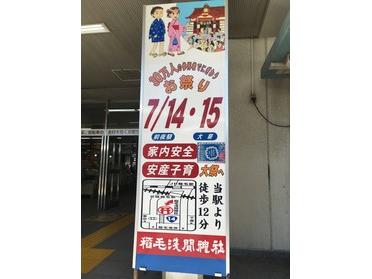 お祭り
7/14・15
前夜祭
大祭
家内安全
安産子育
大祭へ
当駅より
徒歩12分
稲毛浅間神社